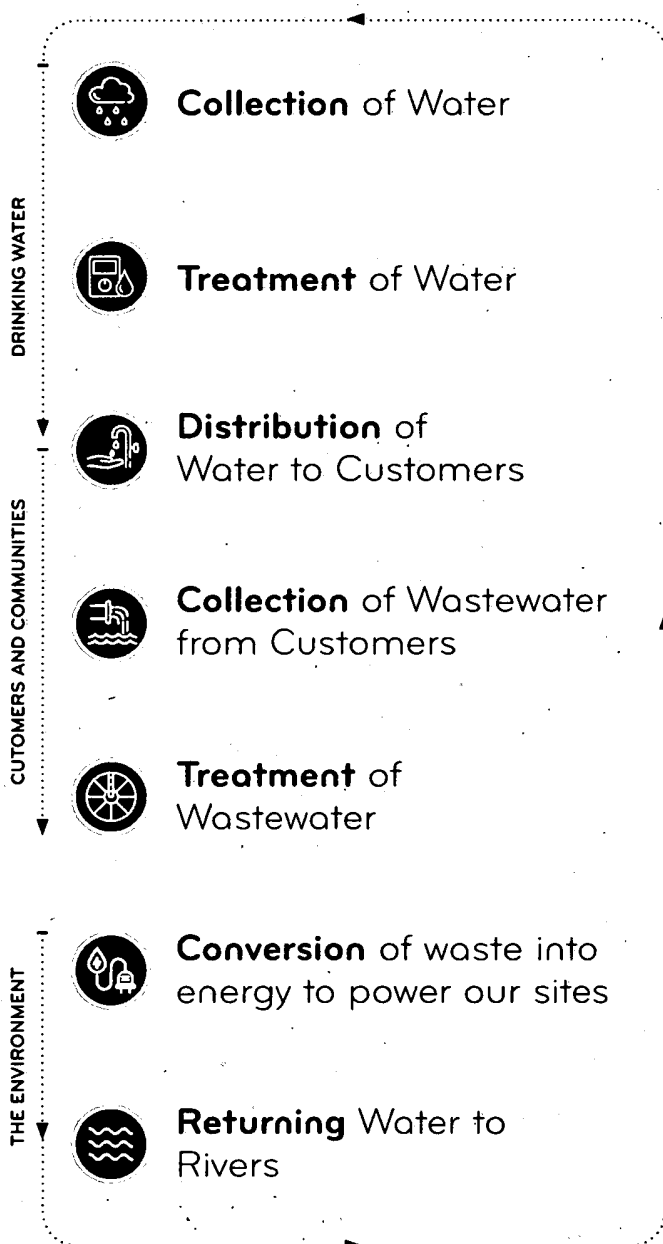 DRINKING WATER
Collection of Water
Treatment of Water
CUTOMERS AND COMMUNITIES
Distribution of
Water to Customers
Collection of Wastewater
from Customers
Treatment of
Wastewater
THE ENVIRONMENT
Conversion of waste into
energy to power our sites
Returning Water to
Rivers